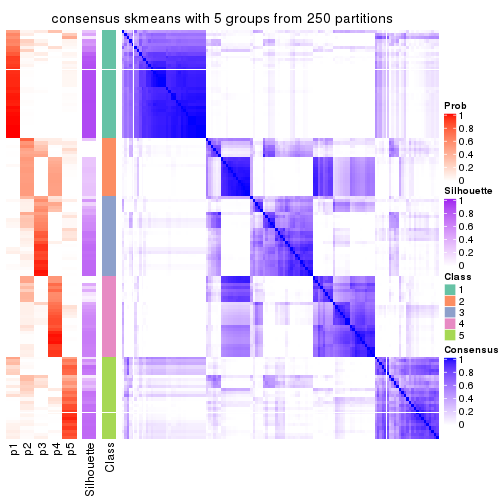 consensus skmeans with 5 groups from 250 partitions
Prob
1
0.8
0.6
0.4
0.2
0
Silhouette
1
0.8
0.6
0.4
0.2
0
Class
1
2
3
4
5
Consensus
1
0.8
0.6
0.4
0.2
0
p1
p2
p3
p4
p5
Silhouette
Class